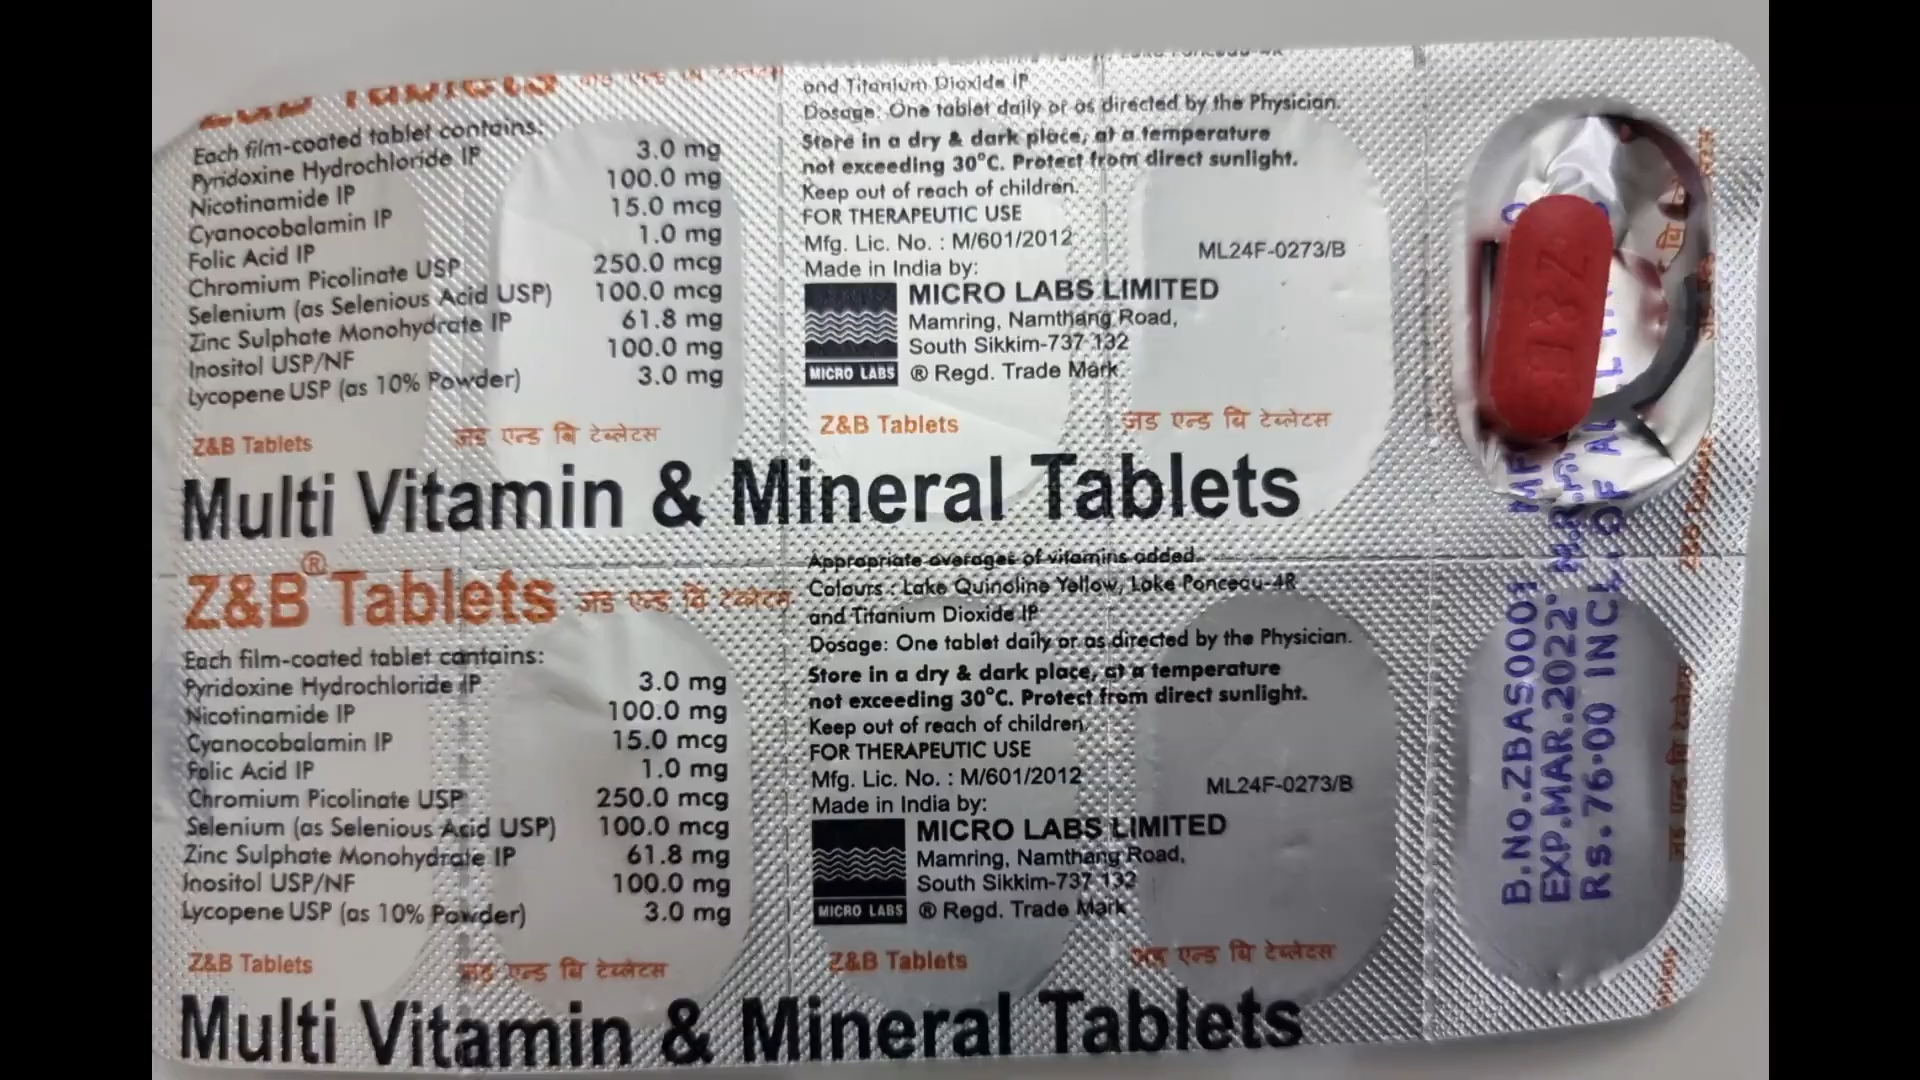 Z&B Tablets जड एन्ड बि टेब्लेटस
Each film-coated tablet contains:
Pyridoxine Hydrochloride IP 3.0 mg
Nicotinamide IP 100.0 mg
Cyanocobalamin IP 15.0 mcg
Folic Acid IP 1.0 mg
Chromium Picolinate USP 250.0 mcg
Selenium (as Selenious Acid USP) 100.0 mcg
Zinc Sulphate Monohydrate IP 61.8 mg
Inositol USP/NF 100.0 mg
Lycopene USP (as 10% Powder) 3.0 mg
Z&B Tablets जड एन्ड बि टेब्लेटस
and Titanium Dioxide IP
Dosage: One tablet daily or as directed by the Physician.
Store in a dry & dark place, at a temperature
not exceeding 30°C. Protect from direct sunlight.
Keep out of reach of children.
FOR THERAPEUTIC USE
Mfg. Lic. No. : M/601/2012
Made in India by:
MICRO LABS LIMITED
Mamring, Namthang Road,
South Sikkim-737 132
MICRO LABS ® Regd. Trade Mark
ML24F-0273/B
Z&B Tablets जड एन्ड बि टेब्लेटस
Multi Vitamin & Mineral Tablets
Z&B® Tablets जड एन्ड बि टेब्लेटस
Each film-coated tablet contains:
Pyridoxine Hydrochloride IP 3.0 mg
Nicotinamide IP 100.0 mg
Cyanocobalamin IP 15.0 mcg
Folic Acid IP 1.0 mg
Chromium Picolinate USP 250.0 mcg
Selenium (as Selenious Acid USP) 100.0 mcg
Zinc Sulphate Monohydrate IP 61.8 mg
Inositol USP/NF 100.0 mg
Lycopene USP (as 10% Powder) 3.0 mg
Z&B Tablets जड एन्ड बि टेब्लेटस
Appropriate overages of vitamins added.
Colours : Lake Quinoline Yellow, Lake Ponceau-4R
and Titanium Dioxide IP
Dosage: One tablet daily or as directed by the Physician.
Store in a dry & dark place, at a temperature
not exceeding 30°C. Protect from direct sunlight.
Keep out of reach of children.
FOR THERAPEUTIC USE
Mfg. Lic. No. : M/601/2012
Made in India by:
MICRO LABS LIMITED
Mamring, Namthang Road,
South Sikkim-737 132
MICRO LABS ® Regd. Trade Mark
ML24F-0273/B
Z&B Tablets जड एन्ड बि टेब्लेटस
Multi Vitamin & Mineral Tablets
B.No.ZBAS0001
EXP.MAR.2022
Rs.76.00 INCL. OF AL